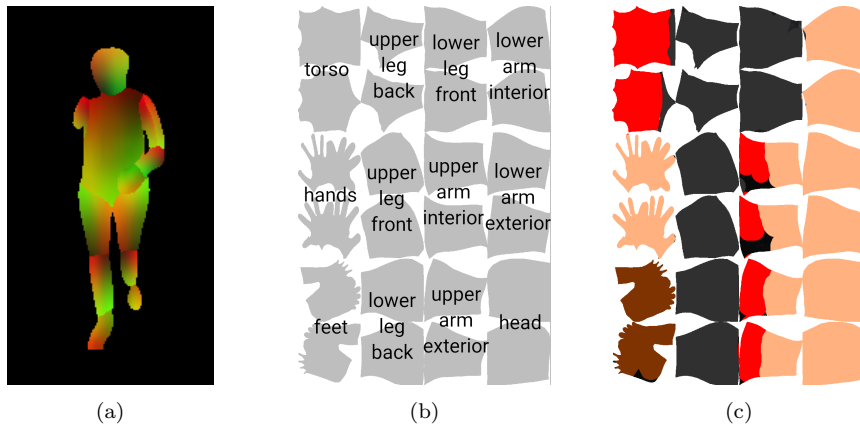 torso
upper
leg
back
lower
leg
front
lower
arm
interior
hands
upper
leg
front
upper
arm
interior
lower
arm
exterior
feet
lower
leg
back
upper
arm
exterior
head
(a)
(b)
(c)